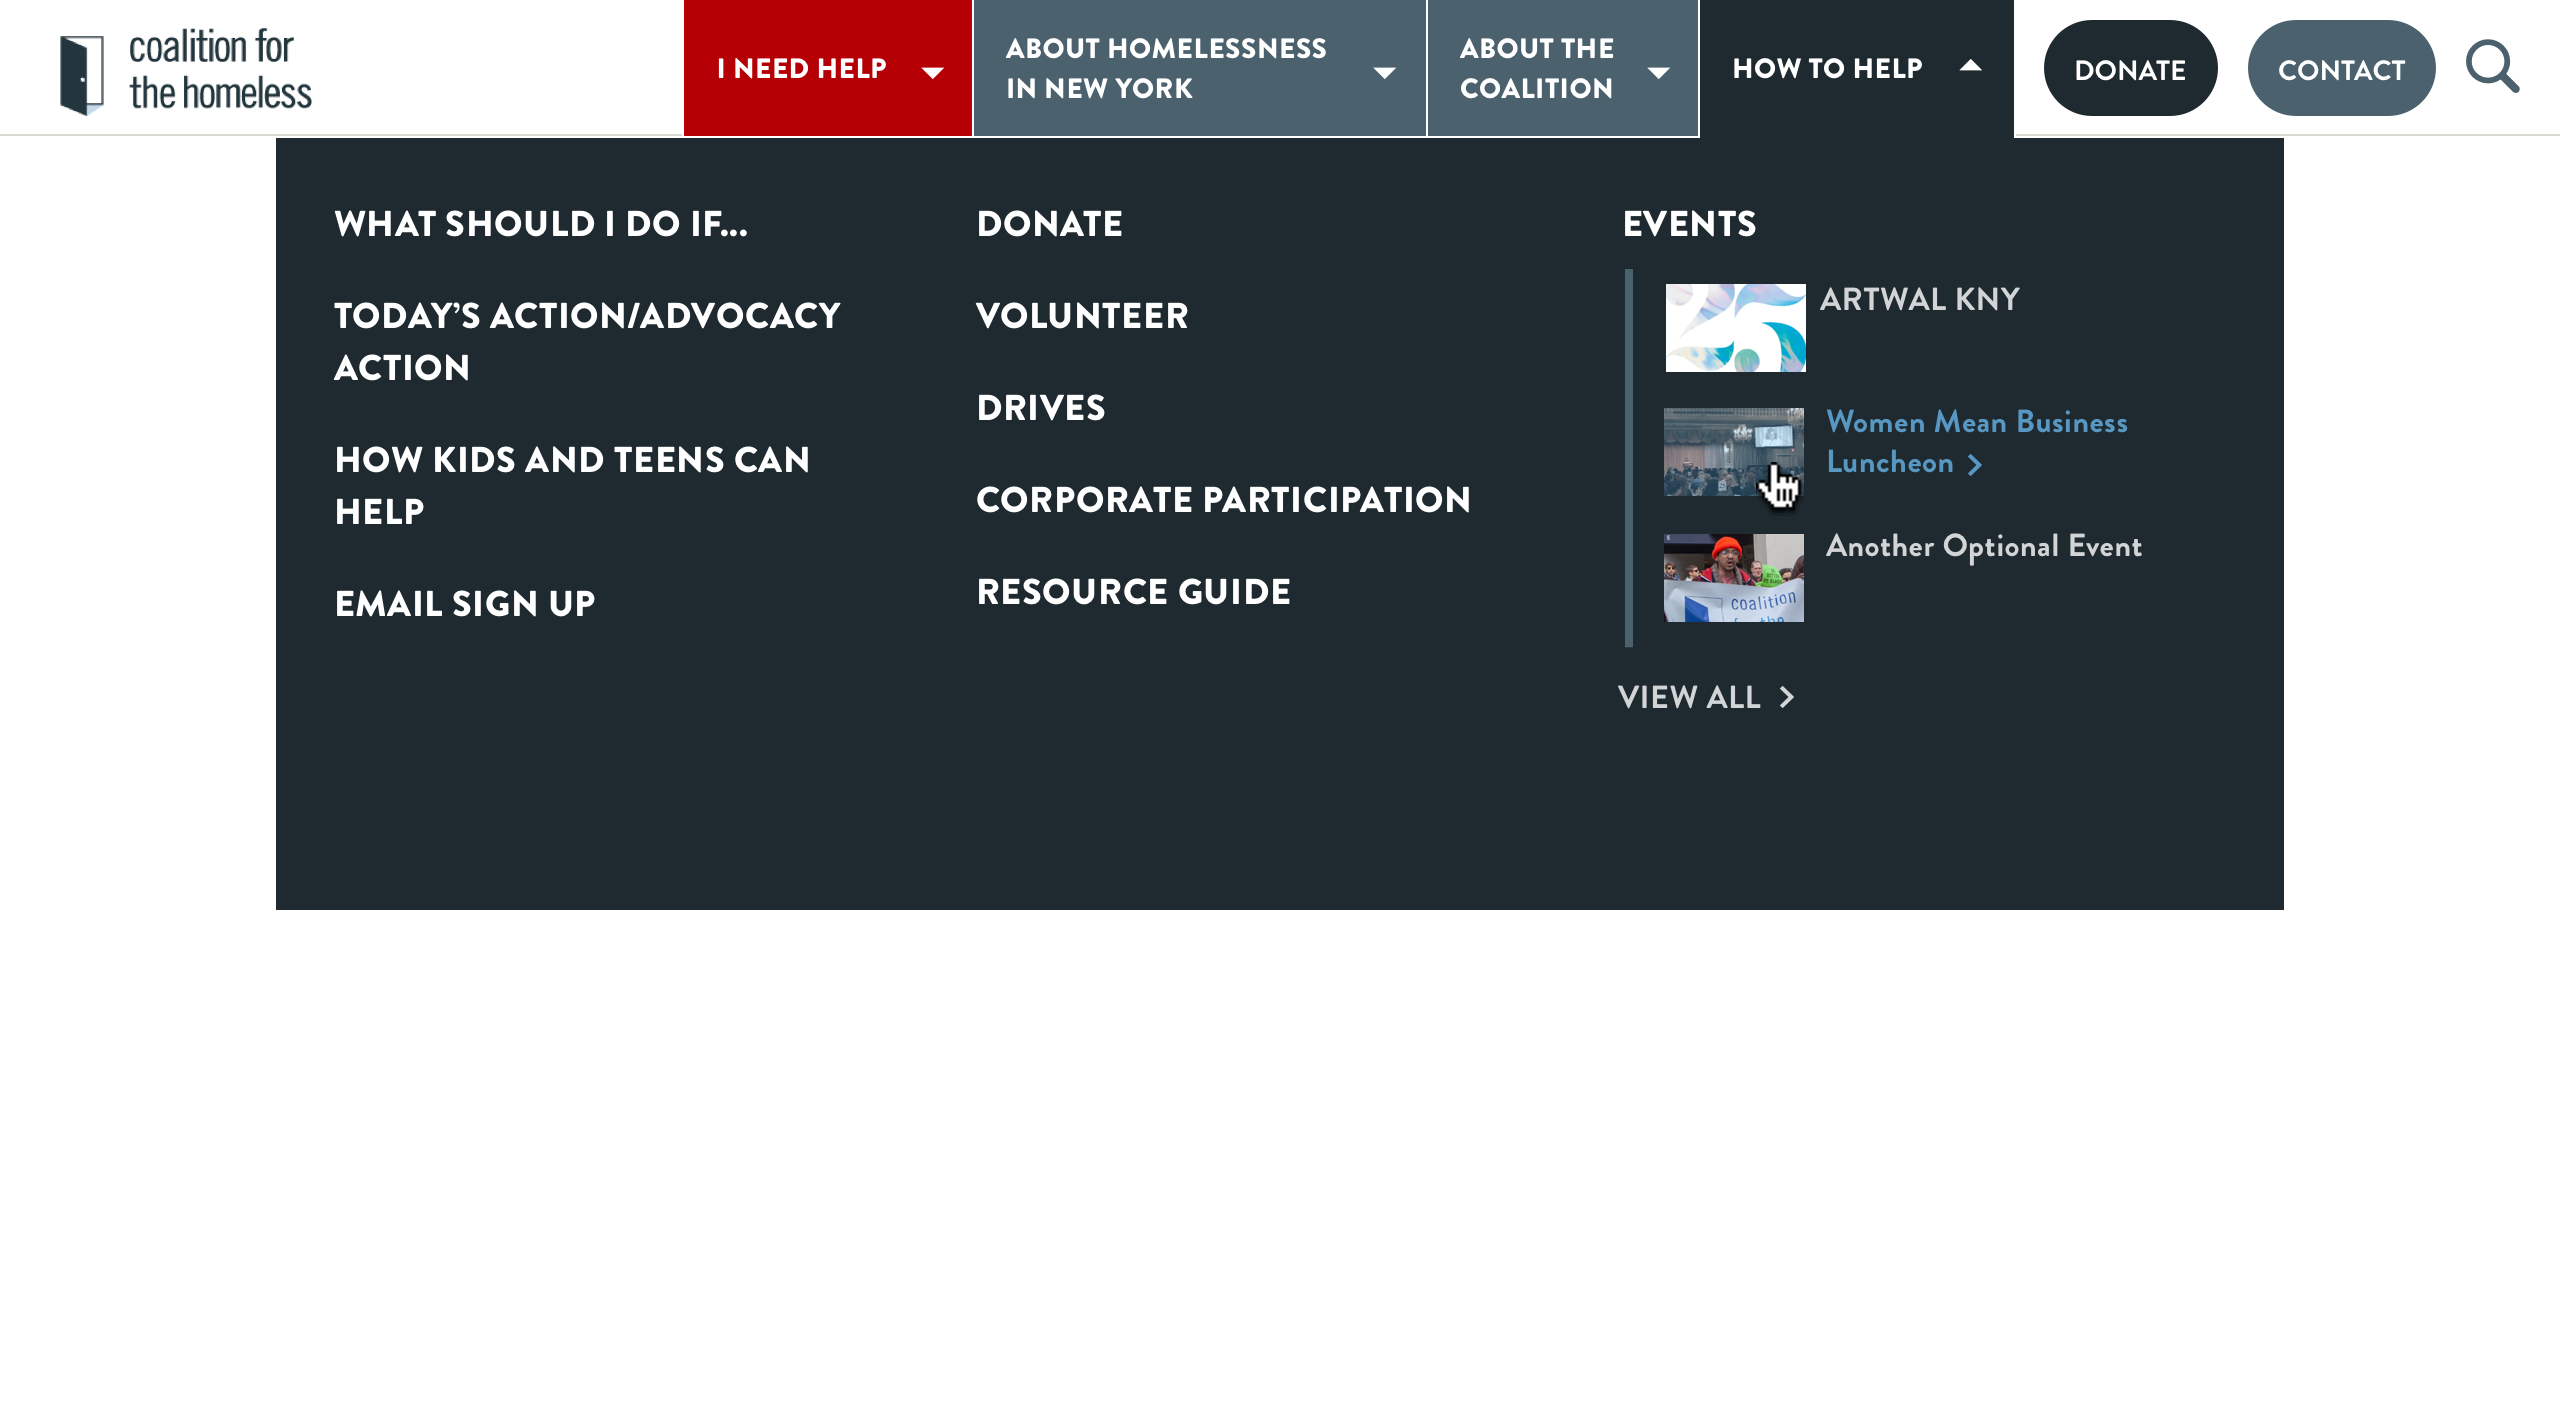 coalition for
the homeless
I NEED HELP
ABOUT HOMELESSNESS
IN NEW YORK
ABOUT THE
COALITION
HOW TO HELP
DONATE
CONTACT
WHAT SHOULD I DO IF...
TODAY’S ACTION/ADVOCACY
ACTION
HOW KIDS AND TEENS CAN
HELP
EMAIL SIGN UP
DONATE
VOLUNTEER
DRIVES
CORPORATE PARTICIPATION
RESOURCE GUIDE
EVENTS
ARTWAL KNY
Women Mean Business
Luncheon
Another Optional Event
coalition
for the
VIEW ALL